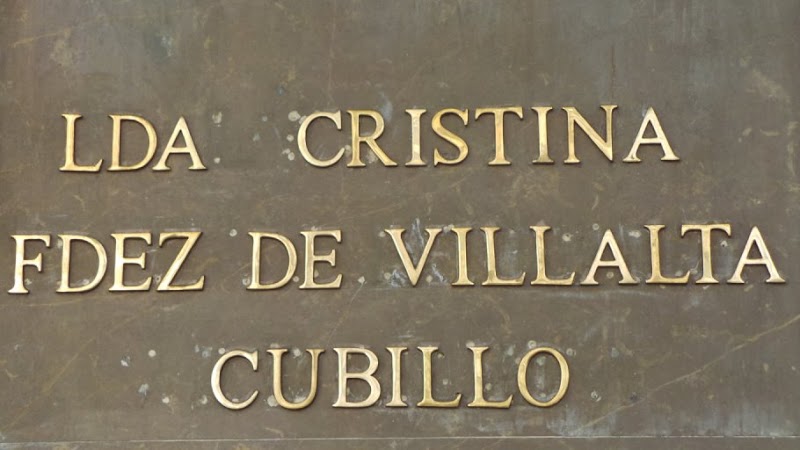 LDA CRISTINA
FDEZ DE VILLALTA
CUBILLO